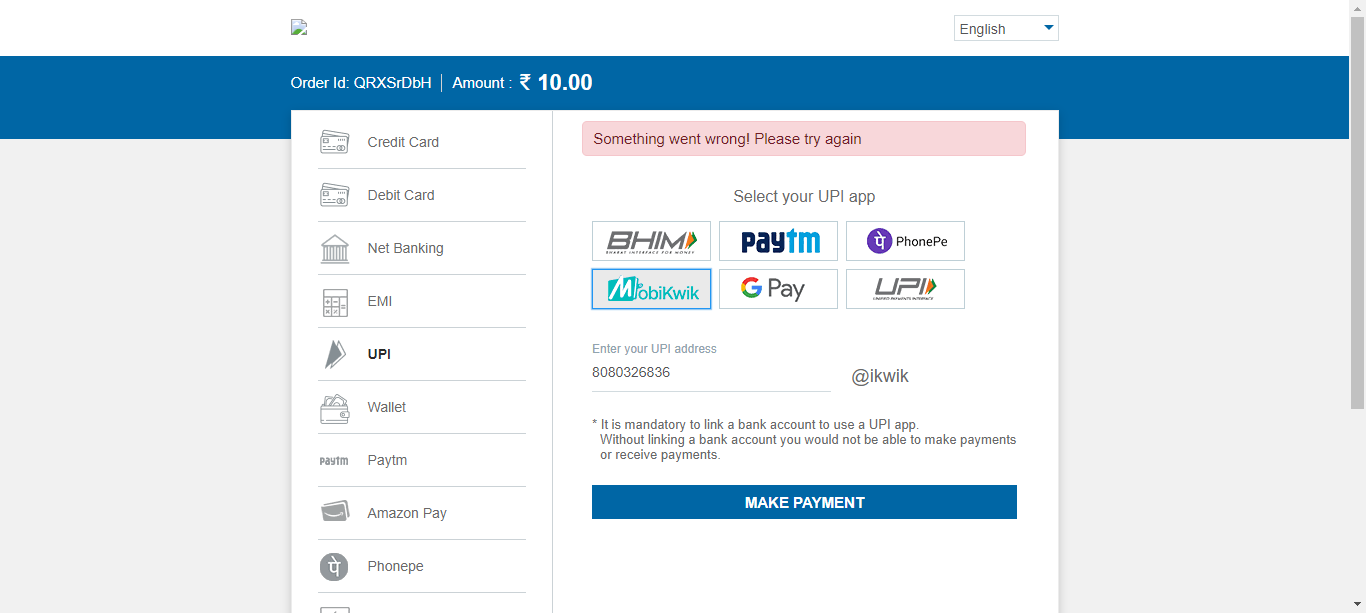 English
Order Id: QRXSrDbH | Amount : ₹ 10.00
Credit Card
Debit Card
Net Banking
EMI
UPI
Wallet
paytm Paytm
Amazon Pay
Phonepe
Something went wrong! Please try again
Select your UPI app
BHIM
BHARAT INTERFACE FOR MONEY
paytm
PhonePe
MobiKwik
G Pay
UPI
UNIFIED PAYMENTS INTERFACE
Enter your UPI address
8080326836
@ikwik
* It is mandatory to link a bank account to use a UPI app.
Without linking a bank account you would not be able to make payments
or receive payments.
MAKE PAYMENT